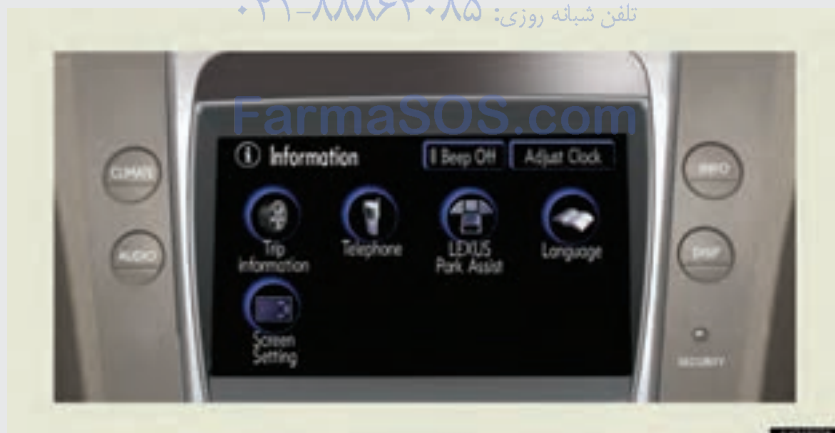 تلفن شبانه روزی: ۰۲۱-۸۸۸۶۲۰۸۵
FarmaSOS.com
i Information
Beep Off
Adjust Clock
CLIMATE
INFO
Trip information
Telephone
LEXUS Park Assist
Language
AUDIO
DISP
Screen Setting
SECURITY